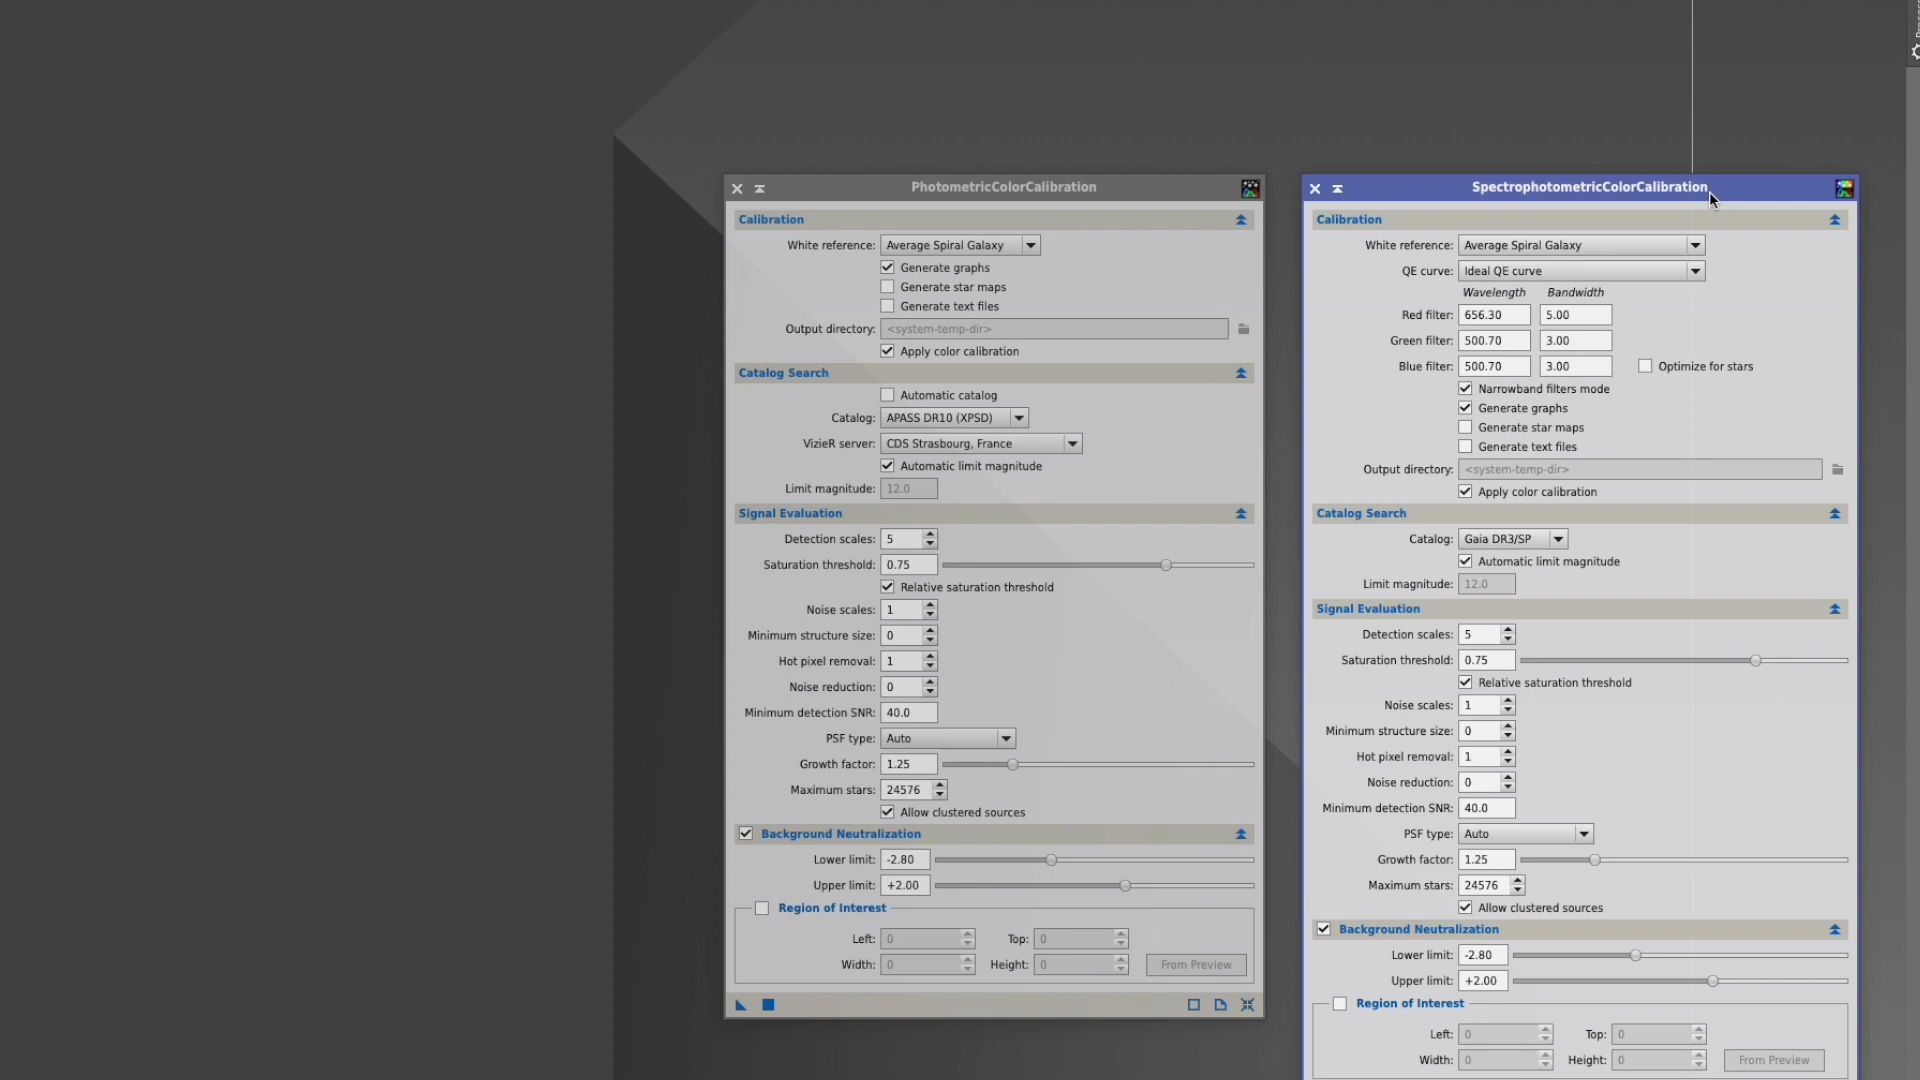 PhotometricColorCalibration
Calibration
White reference: Average Spiral Galaxy
Generate graphs
Generate star maps
Generate text files
Output directory: <system-temp-dir>
Apply color calibration
Catalog Search
Automatic catalog
Catalog: APASS DR10 (XPSD)
VizieR server: CDS Strasbourg, France
Automatic limit magnitude
Limit magnitude: 12.0
Signal Evaluation
Detection scales: 5
Saturation threshold: 0.75
Relative saturation threshold
Noise scales: 1
Minimum structure size: 0
Hot pixel removal: 1
Noise reduction: 0
Minimum detection SNR: 40.0
PSF type: Auto
Growth factor: 1.25
Maximum stars: 24576
Allow clustered sources
Background Neutralization
Lower limit: -2.80
Upper limit: +2.00
Region of Interest
Left: 0 Top: 0
Width: 0 Height: 0 From Preview
SpectrophotometricColorCalibration
Calibration
White reference: Average Spiral Galaxy
QE curve: Ideal QE curve
Wavelength Bandwidth
Red filter: 656.30 5.00
Green filter: 500.70 3.00
Blue filter: 500.70 3.00 Optimize for stars
Narrowband filters mode
Generate graphs
Generate star maps
Generate text files
Output directory: <system-temp-dir>
Apply color calibration
Catalog Search
Catalog: Gaia DR3/SP
Automatic limit magnitude
Limit magnitude: 12.0
Signal Evaluation
Detection scales: 5
Saturation threshold: 0.75
Relative saturation threshold
Noise scales: 1
Minimum structure size: 0
Hot pixel removal: 1
Noise reduction: 0
Minimum detection SNR: 40.0
PSF type: Auto
Growth factor: 1.25
Maximum stars: 24576
Allow clustered sources
Background Neutralization
Lower limit: -2.80
Upper limit: +2.00
Region of Interest
Left: 0 Top: 0
Width: 0 Height: 0 From Preview